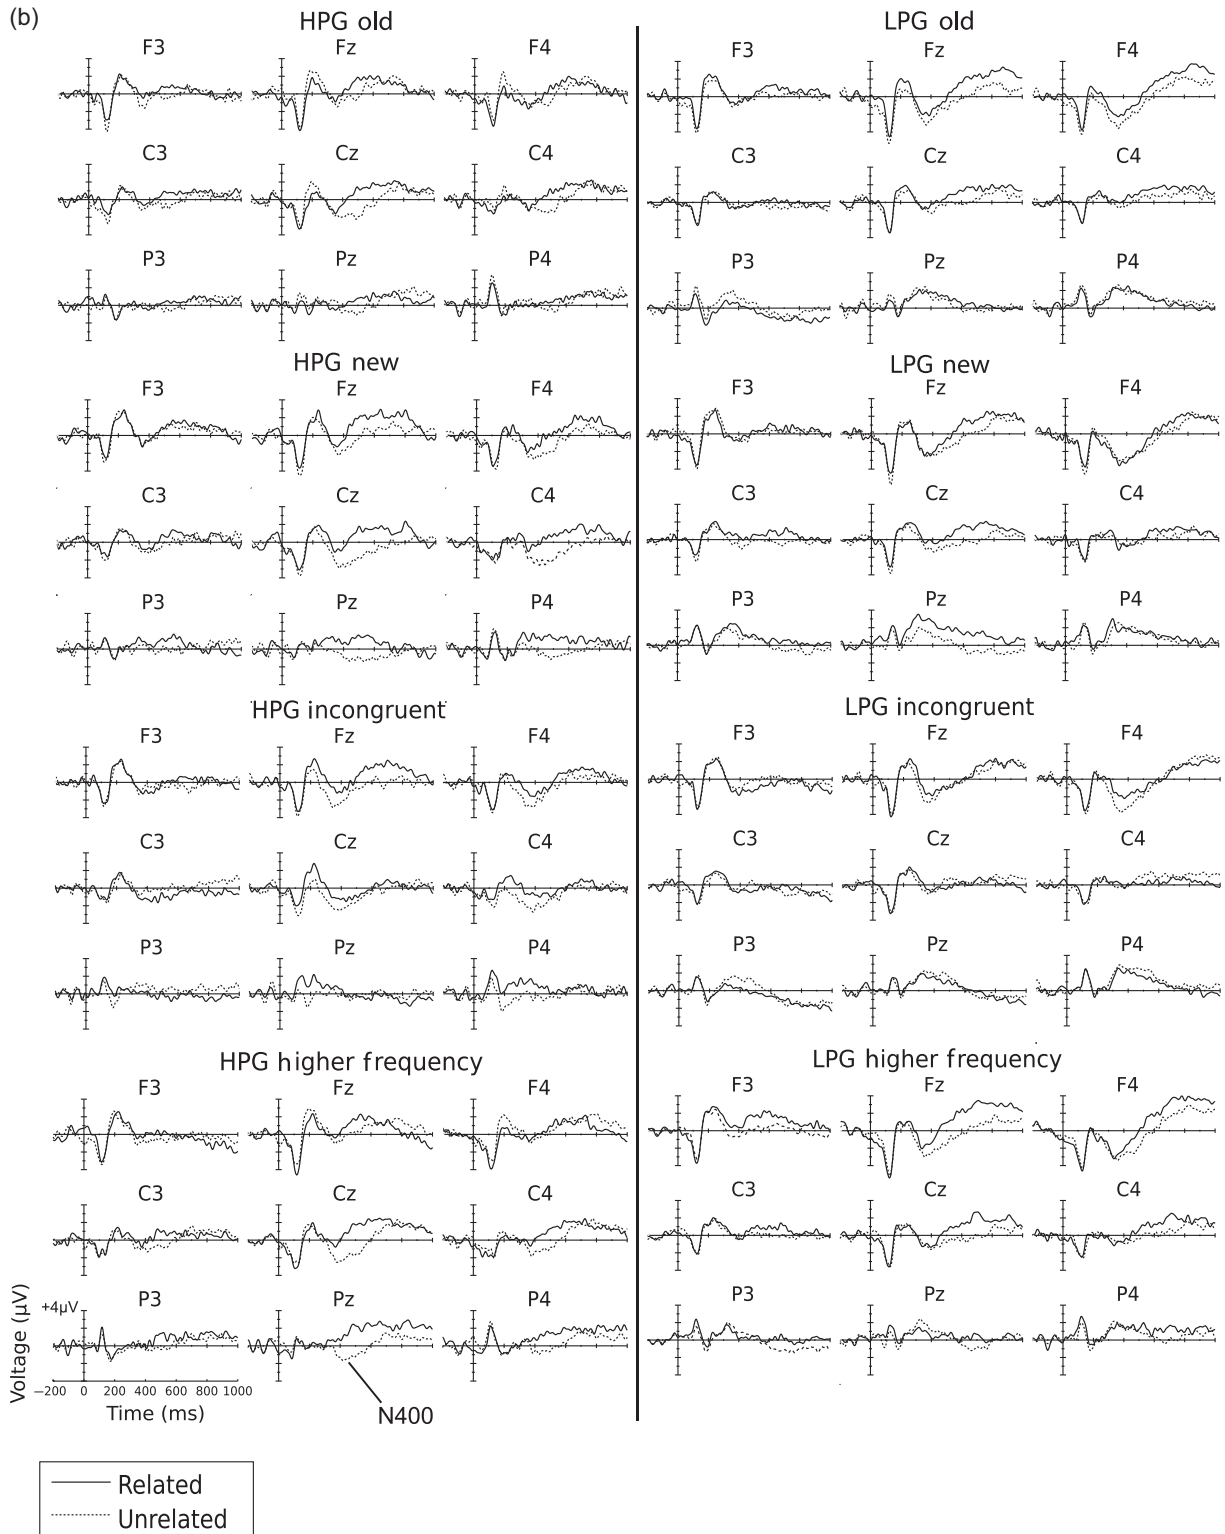 (b)
HPG old
F3 Fz F4
C3 Cz C4
P3 Pz P4
HPG new
F3 Fz F4
C3 Cz C4
P3 Pz P4
HPG incongruent
F3 Fz F4
C3 Cz C4
P3 Pz P4
HPG higher frequency
F3 Fz F4
C3 Cz C4
P3 Pz P4
+4μV
Voltage (μV)
−200 0 200 400 600 800 1000
Time (ms)
N400
LPG old
F3 Fz F4
C3 Cz C4
P3 Pz P4
LPG new
F3 Fz F4
C3 Cz C4
P3 Pz P4
LPG incongruent
F3 Fz F4
C3 Cz C4
P3 Pz P4
LPG higher frequency
F3 Fz F4
C3 Cz C4
P3 Pz P4
Related
Unrelated